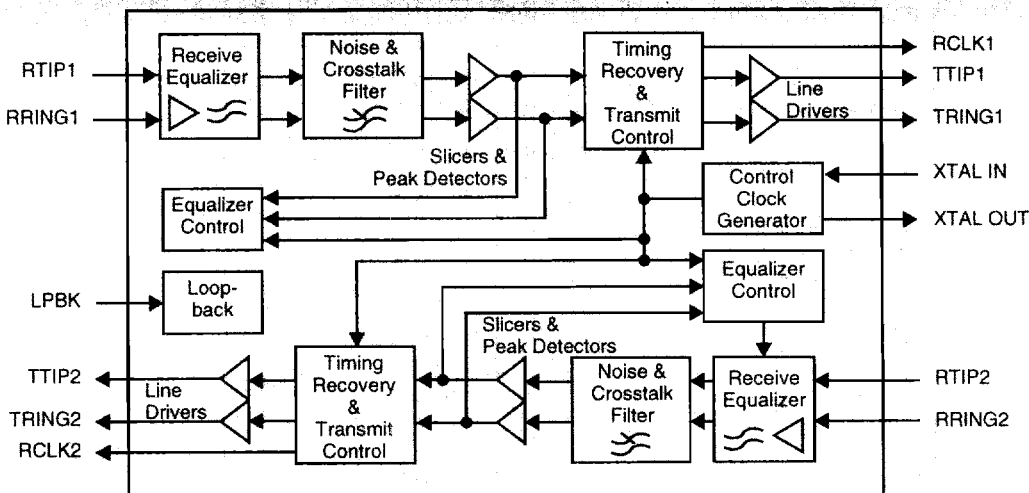 RTIP1
RRING1
Receive
Equalizer
Noise &
Crosstalk
Filter
Slicers &
Peak Detectors
Timing
Recovery
&
Transmit
Control
Line
Drivers
RCLK1
TTIP1
TRING1
Equalizer
Control
Control
Clock
Generator
XTAL IN
XTAL OUT
LPBK
Loop-
back
Equalizer
Control
TTIP2
TRING2
RCLK2
Line
Drivers
Timing
Recovery
&
Transmit
Control
Slicers &
Peak Detectors
Noise &
Crosstalk
Filter
Receive
Equalizer
RTIP2
RRING2